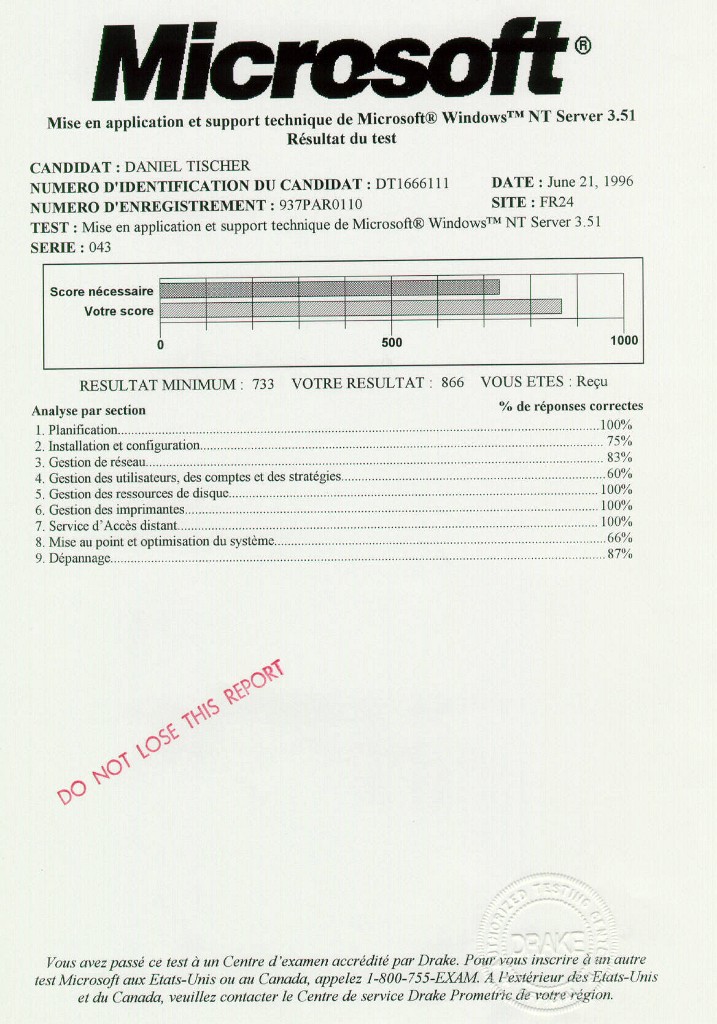 Microsoft®
Mise en application et support technique de Microsoft® Windows™ NT Server 3.51
Résultat du test
CANDIDAT : DANIEL TISCHER
NUMERO D'IDENTIFICATION DU CANDIDAT : DT1666111 DATE : June 21, 1996
NUMERO D'ENREGISTREMENT : 937PAR0110 SITE : FR24
TEST : Mise en application et support technique de Microsoft® Windows™ NT Server 3.51
SERIE : 043
Score nécessaire
Votre score
0 500 1000
RESULTAT MINIMUM : 733 VOTRE RESULTAT : 866 VOUS ETES : Reçu
Analyse par section % de réponses correctes
1. Planification 100%
2. Installation et configuration 75%
3. Gestion de réseau 83%
4. Gestion des utilisateurs, des comptes et des stratégies 60%
5. Gestion des ressources de disque 100%
6. Gestion des imprimantes 100%
7. Service d'Accès distant 100%
8. Mise au point et optimisation du système 66%
9. Dépannage 87%
DO NOT LOSE THIS REPORT
TESTING
DRAKE
Vous avez passé ce test à un Centre d'examen accrédité par Drake. Pour vous inscrire à un autre
test Microsoft aux Etats-Unis ou au Canada, appelez 1-800-755-EXAM. A l'extérieur des Etats-Unis
et du Canada, veuillez contacter le Centre de service Drake Prometric de votre région.